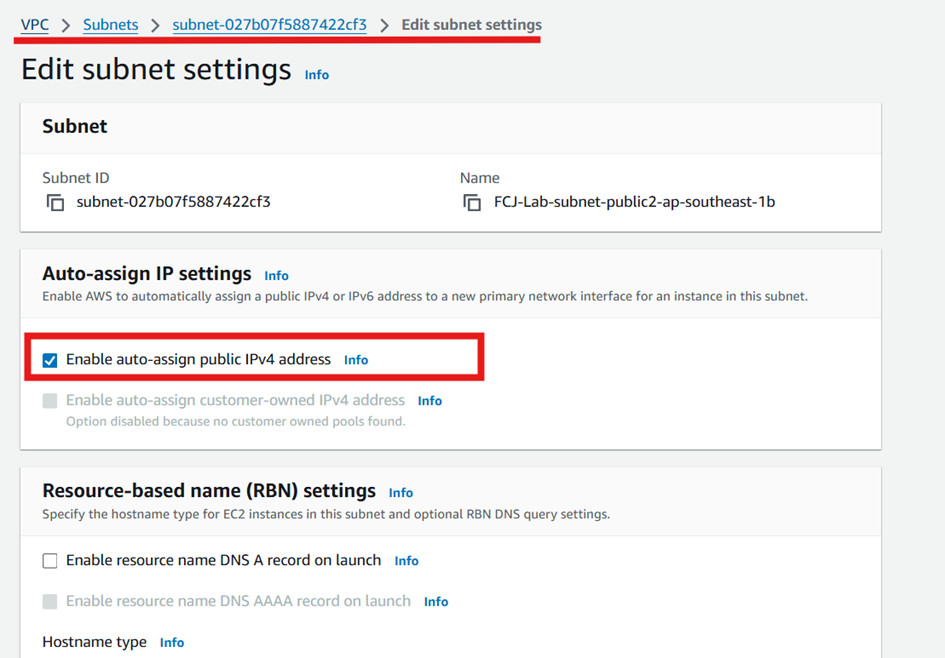 VPC > Subnets > subnet-027b07f5887422cf3 > Edit subnet settings
Edit subnet settings Info
Subnet
Subnet ID
subnet-027b07f5887422cf3
Name
FCJ-Lab-subnet-public2-ap-southeast-1b
Auto-assign IP settings Info
Enable AWS to automatically assign a public IPv4 or IPv6 address to a new primary network interface for an instance in this subnet.
Enable auto-assign public IPv4 address Info
Enable auto-assign customer-owned IPv4 address Info
Option disabled because no customer owned pools found.
Resource-based name (RBN) settings Info
Specify the hostname type for EC2 instances in this subnet and optional RBN DNS query settings.
Enable resource name DNS A record on launch Info
Enable resource name DNS AAAA record on launch Info
Hostname type Info